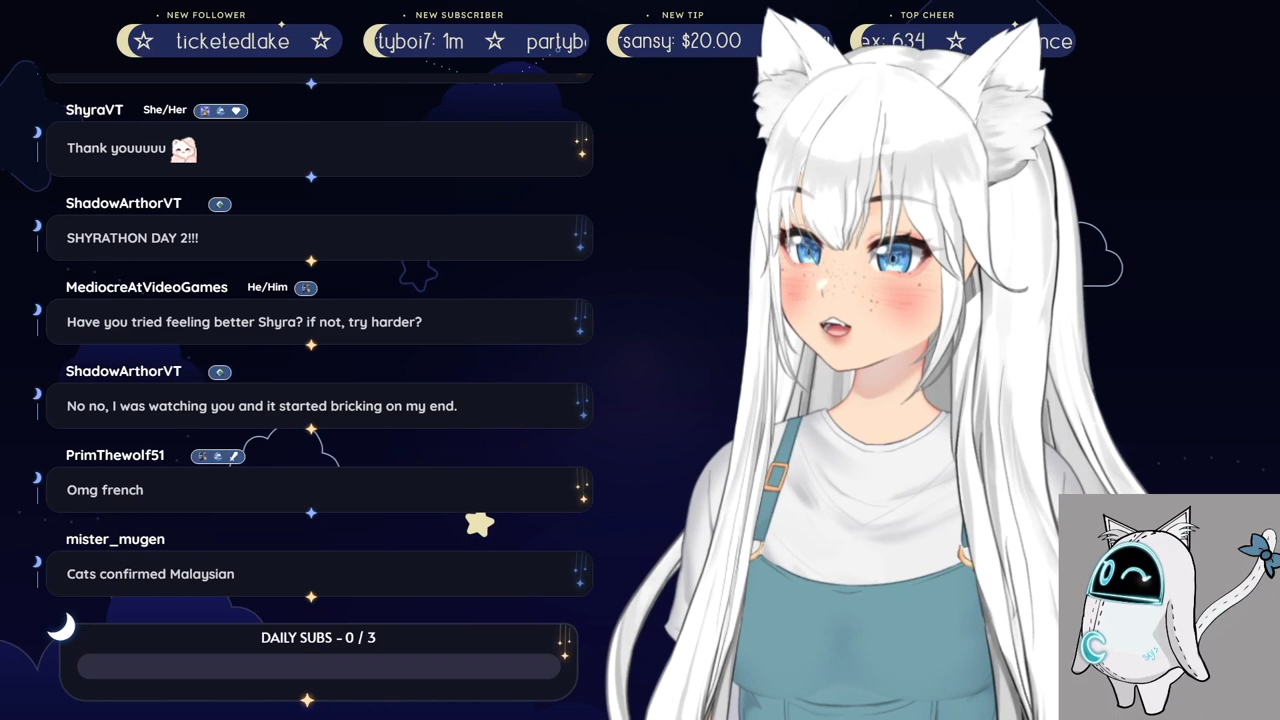 NEW FOLLOWER
NEW SUBSCRIBER
NEW TIP
TOP CHEER
ticketedlake
tyboi7: 1m
sansy: $20.00
634
ShyraVT She/Her
Thank youuuuu
ShadowArthorVT
SHYRATHON DAY 2!!!
MediocreAtVideoGames He/Him
Have you tried feeling better Shyra? if not, try harder?
ShadowArthorVT
No no, I was watching you and it started bricking on my end.
PrimThewolf51
Omg french
mister_mugen
Cats confirmed Malaysian
DAILY SUBS - 0 / 3